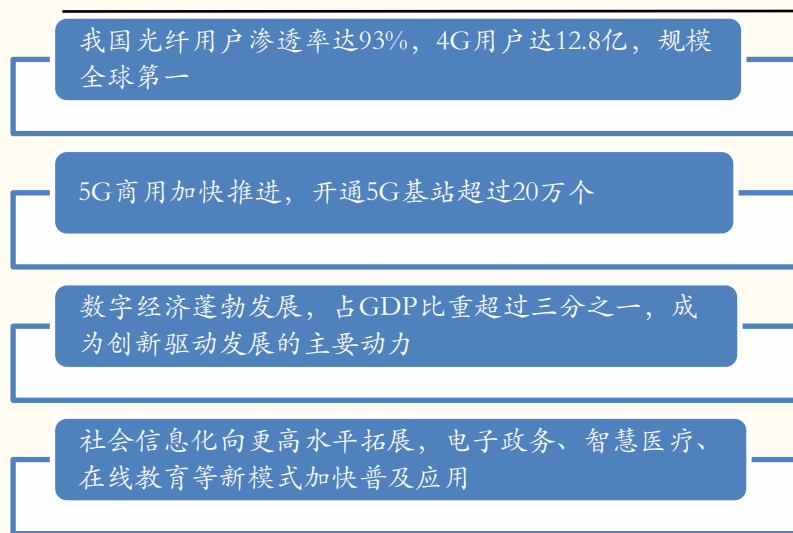 我国光纤用户渗透率达93%，4G用户达12.8亿，规模
全球第一
5G商用加快推进，开通5G基站超过20万个
数字经济蓬勃发展，占GDP比重超过三分之一，成
为创新驱动发展的主要动力
社会信息化向更高水平拓展，电子政务、智慧医疗、
在线教育等新模式加快普及应用